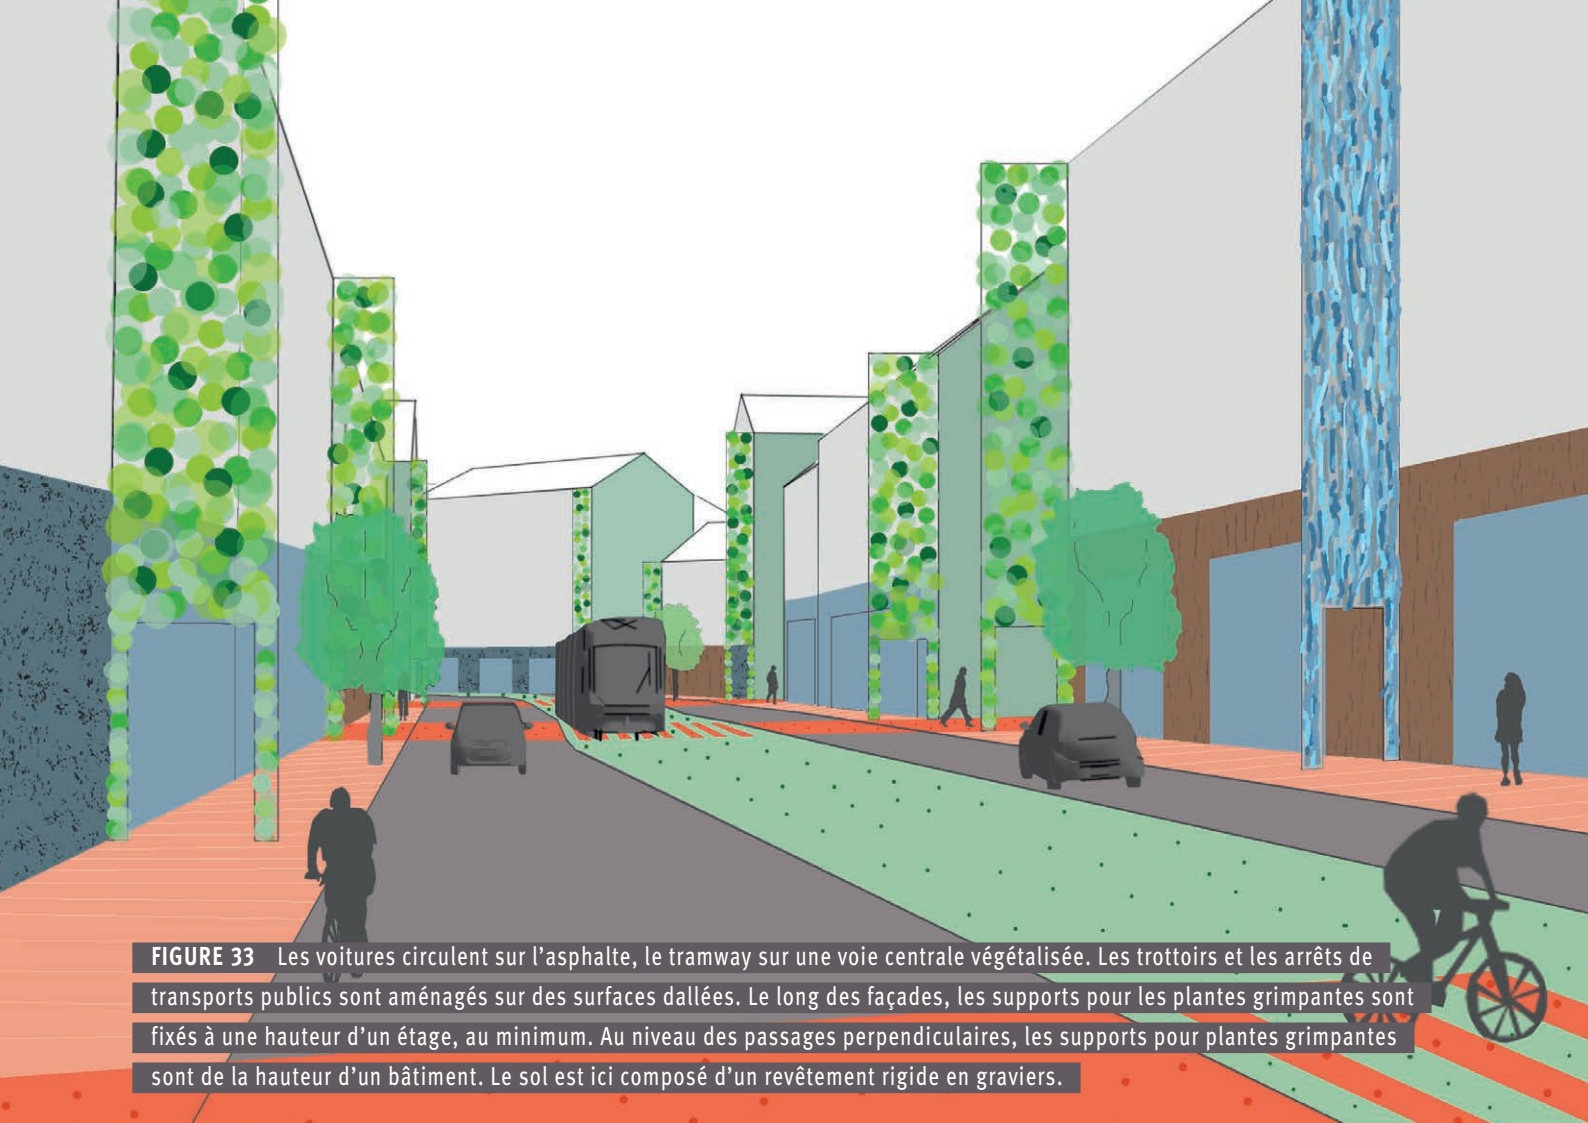 FIGURE 33 Les voitures circulent sur l’asphalte, le tramway sur une voie centrale végétalisée. Les trottoirs et les arrêts de
transports publics sont aménagés sur des surfaces dallées. Le long des façades, les supports pour les plantes grimpantes sont
fixés à une hauteur d’un étage, au minimum. Au niveau des passages perpendiculaires, les supports pour plantes grimpantes
sont de la hauteur d’un bâtiment. Le sol est ici composé d’un revêtement rigide en graviers.